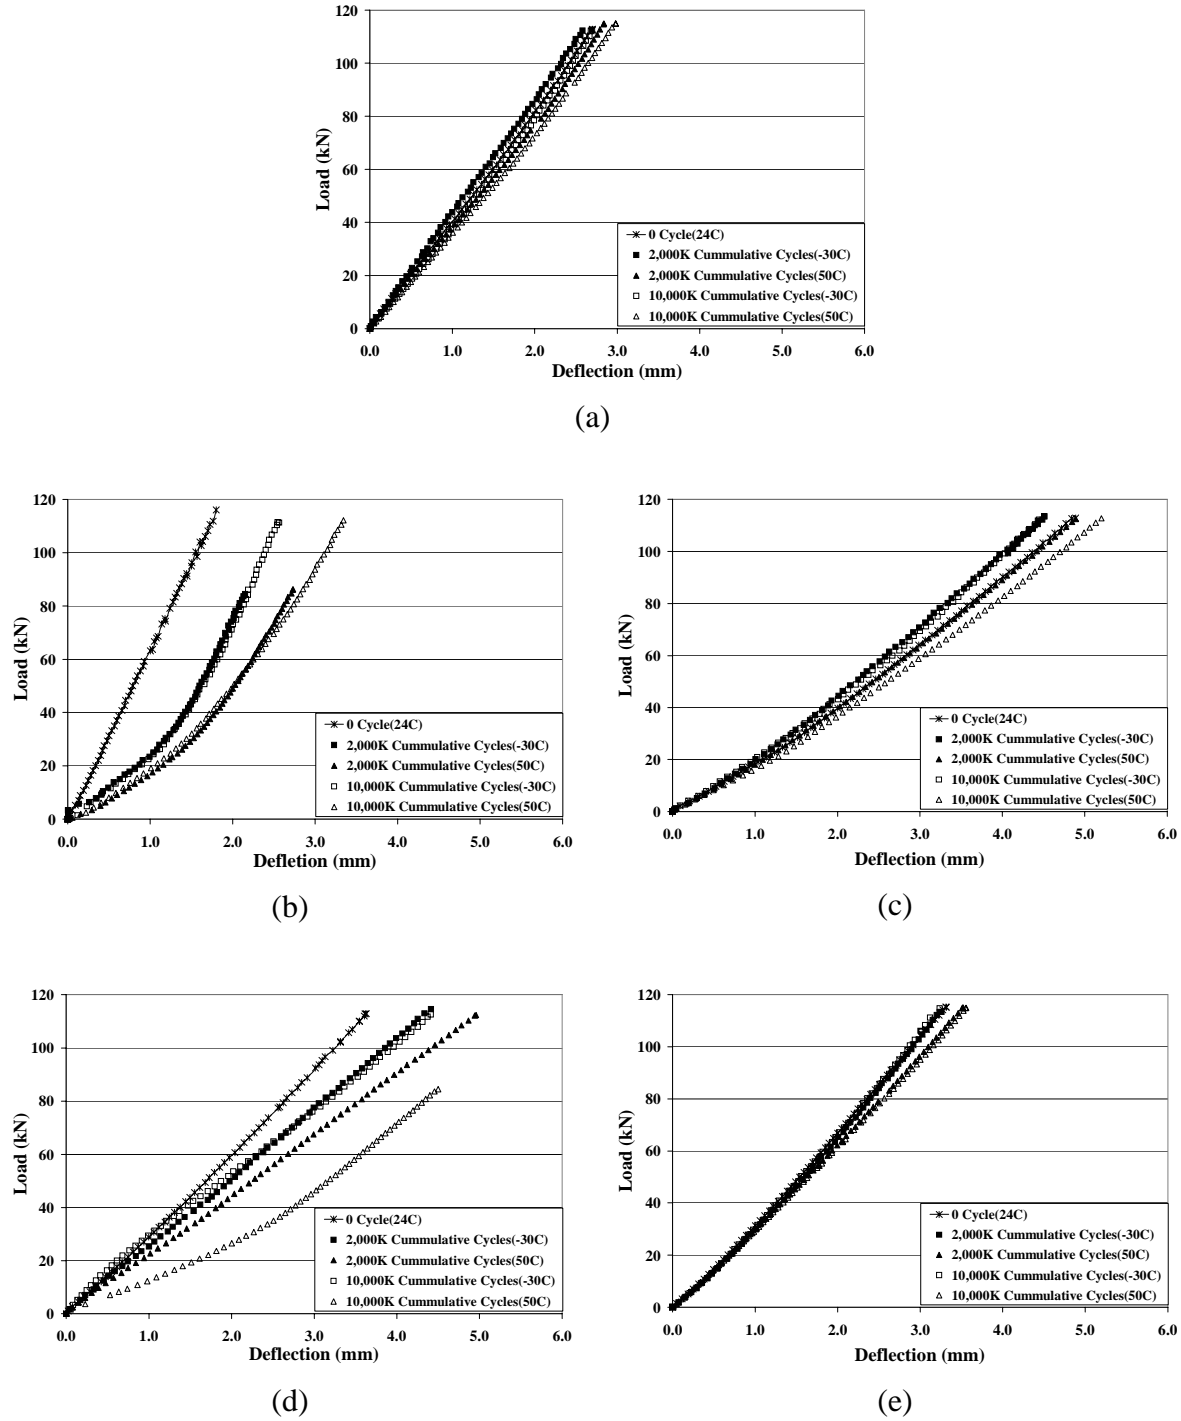 120
100
80
60
40
20
0
Load (kN)
0 Cycle(24C)
2,000K Cummulative Cycles(-30C)
2,000K Cummulative Cycles(50C)
10,000K Cummulative Cycles(-30C)
10,000K Cummulative Cycles(50C)
0.0 1.0 2.0 3.0 4.0 5.0 6.0
Deflection (mm)
(a)
120
100
80
60
40
20
0
Load (kN)
0 Cycle(24C)
2,000K Cummulative Cycles(-30C)
2,000K Cummulative Cycles(50C)
10,000K Cummulative Cycles(-30C)
10,000K Cummulative Cycles(50C)
0.0 1.0 2.0 3.0 4.0 5.0 6.0
Defletion (mm)
(b)
120
100
80
60
40
20
0
Load (kN)
0 Cycle(24C)
2,000K Cummulative Cycles(-30C)
2,000K Cummulative Cycles(50C)
10,000K Cummulative Cycles(-30C)
10,000K Cummulative Cycles(50C)
0.0 1.0 2.0 3.0 4.0 5.0 6.0
Deflection (mm)
(c)
120
100
80
60
40
20
0
Load (kN)
0 Cycle(24C)
2,000K Cummulative Cycles(-30C)
2,000K Cummulative Cycles(50C)
10,000K Cummulative Cycles(-30C)
10,000K Cummulative Cycles(50C)
0.0 1.0 2.0 3.0 4.0 5.0 6.0
Deflection (mm)
(d)
120
100
80
60
40
20
0
Load (kN)
0 Cycle(24C)
2,000K Cummulative Cycles(-30C)
2,000K Cummulative Cycles(50C)
10,000K Cummulative Cycles(-30C)
10,000K Cummulative Cycles(50C)
0.0 1.0 2.0 3.0 4.0 5.0 6.0
Deflection (mm)
(e)